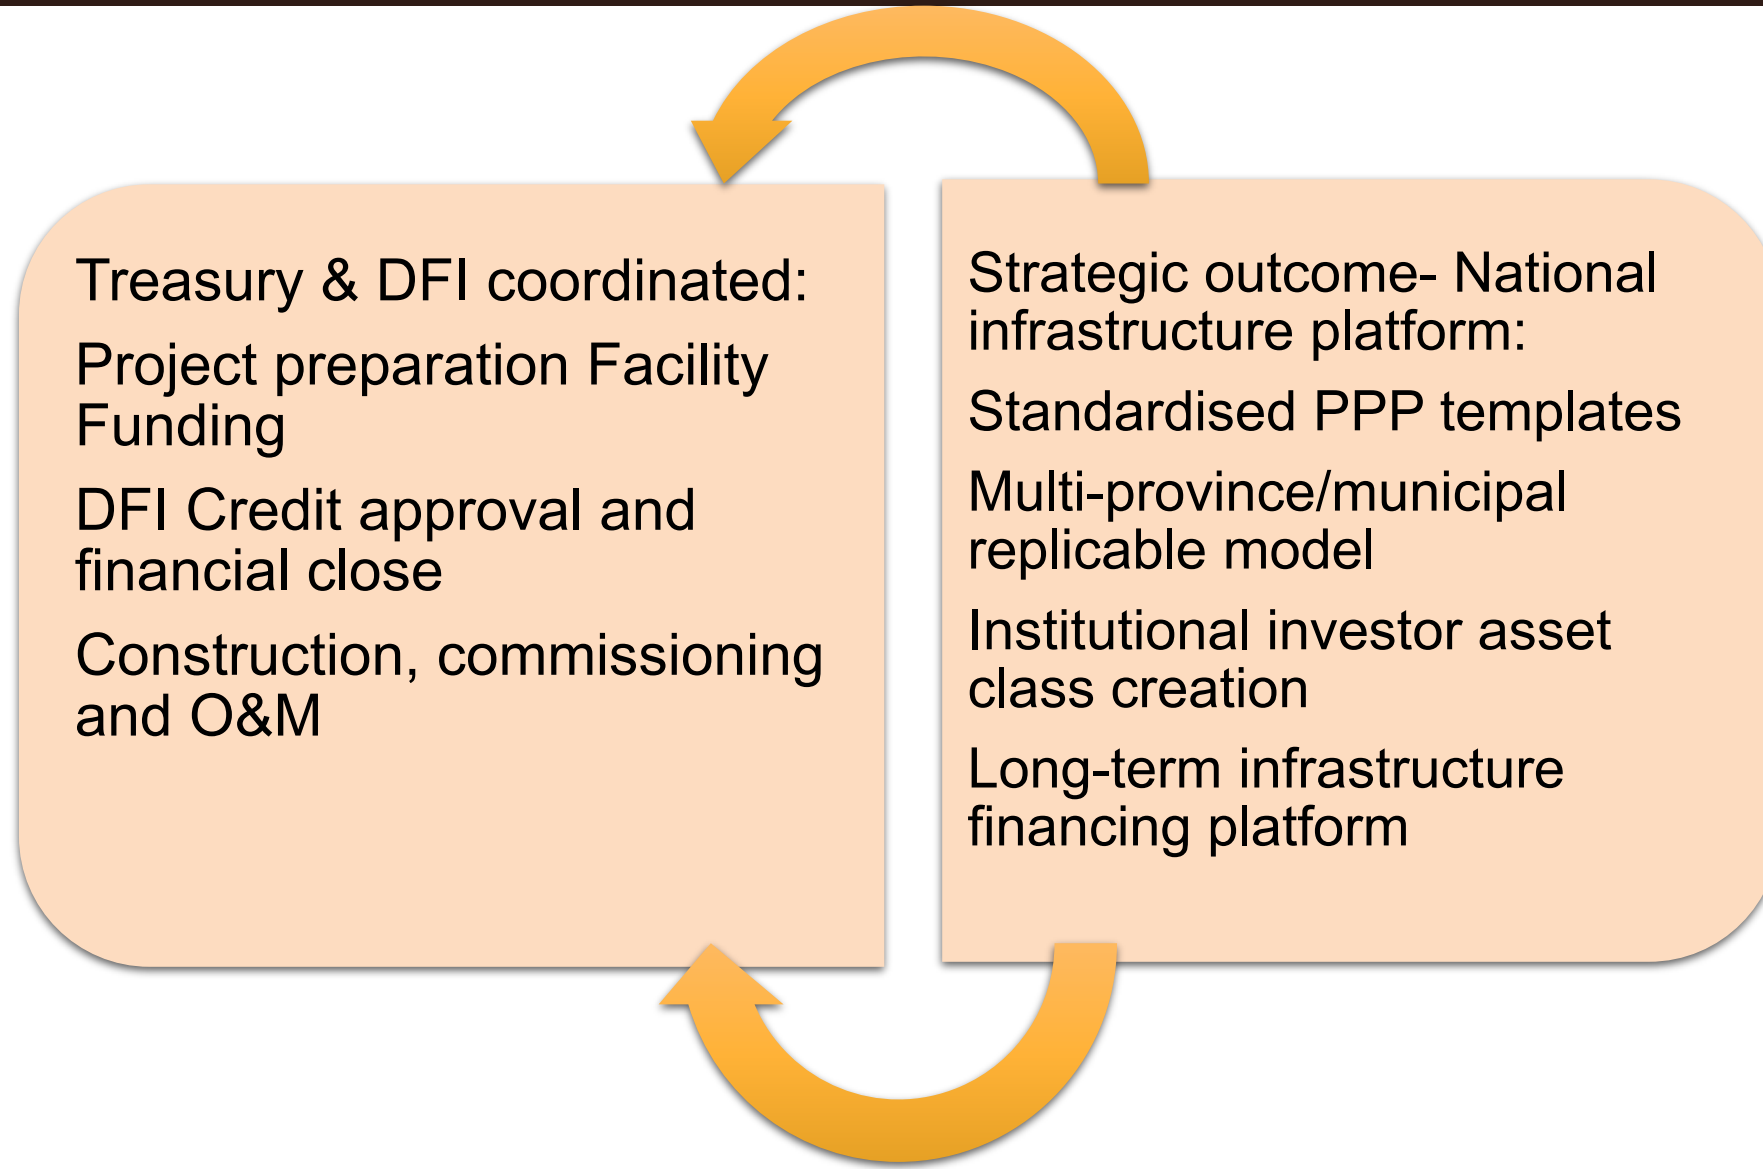 Treasury & DFI coordinated:
Project preparation Facility
Funding
DFI Credit approval and
financial close
Construction, commissioning
and O&M
Strategic outcome- National
infrastructure platform:
Standardised PPP templates
Multi-province/municipal
replicable model
Institutional investor asset
class creation
Long-term infrastructure
financing platform